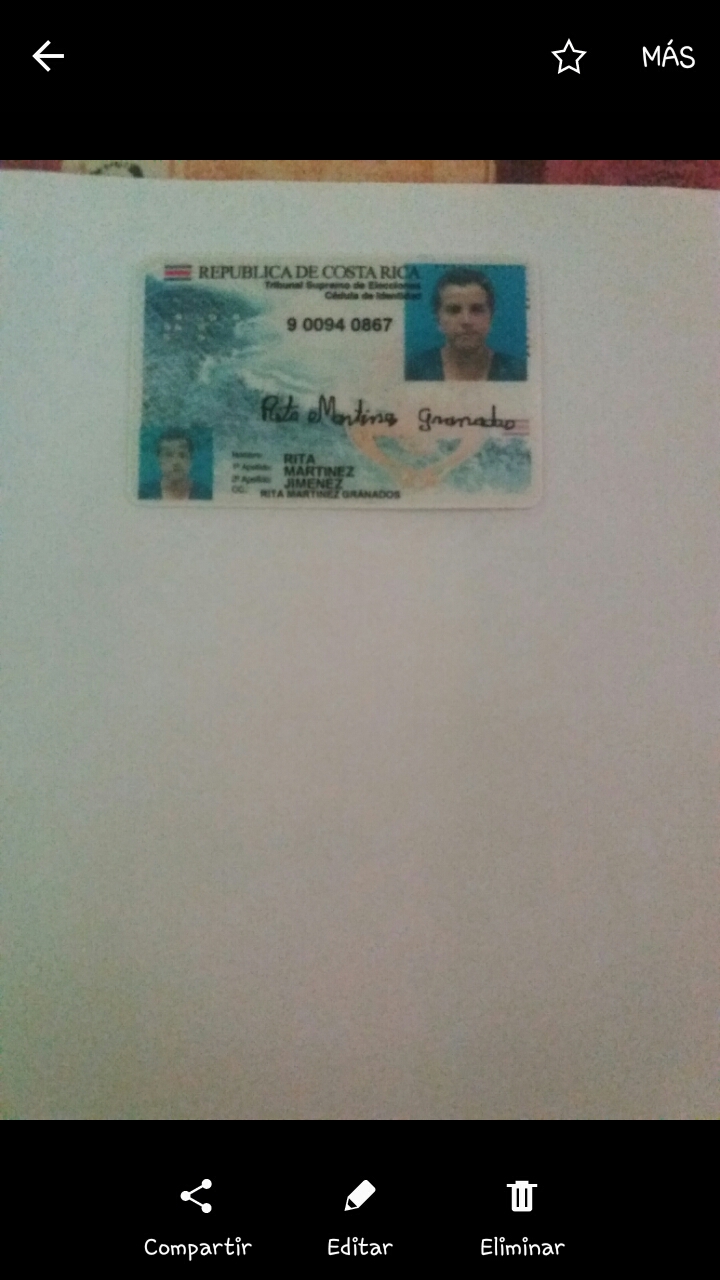 MÁS
REPUBLICA DE COSTA RICA
Tribunal Supremo de Elecciones
Cédula de Identidad
9 0094 0867
Rita Martinez Granados
Nombre: RITA
1º Apellido: MARTINEZ
2º Apellido: JIMENEZ
CC: RITA MARTINEZ GRANADOS
Compartir Editar Eliminar